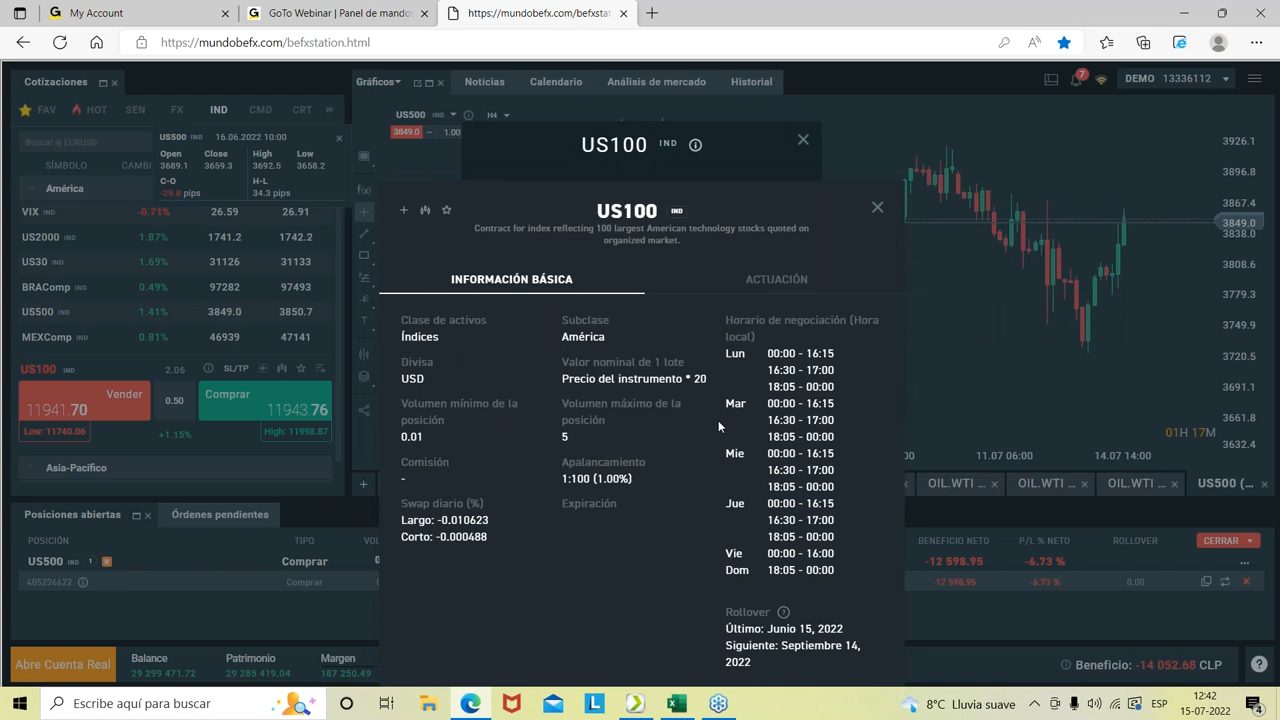 My Account
GoTo Webinar | Panel de mandos
https://mundobefx.com/befxstati
https://mundobefx.com/befxstation.html
Cotizaciones
Gráficos
Noticias
Calendario
Análisis de mercado
Historial
7
DEMO 13336112
FAV HOT SEN FX IND CMD CRT
US500 IND H4
3849.0 1.00
Buscar ej EURUSD
US500 IND 16.06.2022 10:00
Open Close High Low
3689.1 3659.3 3692.5 3658.2
C-O H-L
-29.8 pips 34.3 pips
SÍMBOLO CAMBI
América
VIX IND -0.71% 26.59 26.91
US2000 IND 1.87% 1741.2 1742.2
US30 IND 1.69% 31126 31133
BRAComp IND 0.49% 97282 97493
US500 IND 1.41% 3849.0 3850.7
MEXComp IND 0.81% 46939 47141
US100 IND 2.06 SL/TP
Vender
11941.70
0.50
Comprar
11943.76
Low: 11740.06
+1.15%
High: 11998.87
Asia-Pacífico
US100 IND
US100 IND
Contract for index reflecting 100 largest American technology stocks quoted on
organized market.
INFORMACIÓN BÁSICA
ACTUACIÓN
Clase de activos
Índices
Subclase
América
Divisa
USD
Valor nominal de 1 lote
Precio del instrumento * 20
Volumen mínimo de la
posición
0.01
Volumen máximo de la
posición
5
Comisión
-
Apalancamiento
1:100 (1.00%)
Swap diario (%)
Largo: -0.010623
Corto: -0.000488
Expiración
Horario de negociación (Hora
local)
Lun 00:00 - 16:15
16:30 - 17:00
18:05 - 00:00
Mar 00:00 - 16:15
16:30 - 17:00
18:05 - 00:00
Mie 00:00 - 16:15
16:30 - 17:00
18:05 - 00:00
Jue 00:00 - 16:15
16:30 - 17:00
18:05 - 00:00
Vie 00:00 - 16:00
Dom 18:05 - 00:00
Rollover
Último: Junio 15, 2022
Siguiente: Septiembre 14,
2022
3926.1
3896.8
3867.4
3849.0
3838.0
3808.6
3779.3
3749.9
3720.5
3691.1
3661.8
3632.4
01H 17M
00 11.07 06:00 14.07 14:00
OIL.WTI ... OIL.WTI ... OIL.WTI ... US500 (...
Posiciones abiertas
Órdenes pendientes
POSICIÓN TIPO VOL
BENEFICIO NETO P/L % NETO ROLLOVER CERRAR
US500 IND 1 Comprar 0
-12 598.95 -6.73 % ...
405236622 Comprar
-12 598.95 -6.73 % 0.00
Abre Cuenta Real
Balance
29 299 471.72
Patrimonio
29 285 419.04
Margen
187 250.49
Beneficio: -14 052.68 CLP
Escribe aquí para buscar
8°C Lluvia suave
ESP
12:42
15-07-2022
4